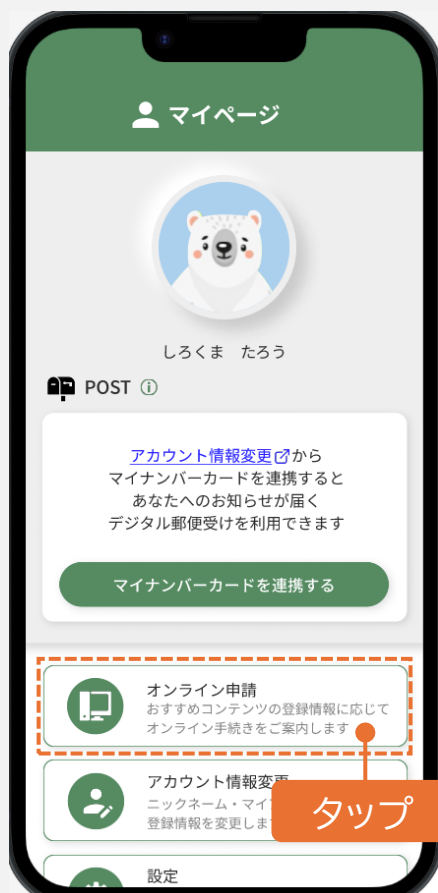 マイページ
しろくま たろう
POST
アカウント情報変更から
マイナンバーカードを連携すると
あなたへのお知らせが届く
デジタル郵便受けを利用できます
マイナンバーカードを連携する
オンライン申請
おすすめコンテンツの登録情報に応じて
オンライン手続きをご案内します
アカウント情報変更
ニックネーム・マイ
登録情報を変更しま
タップ
設定